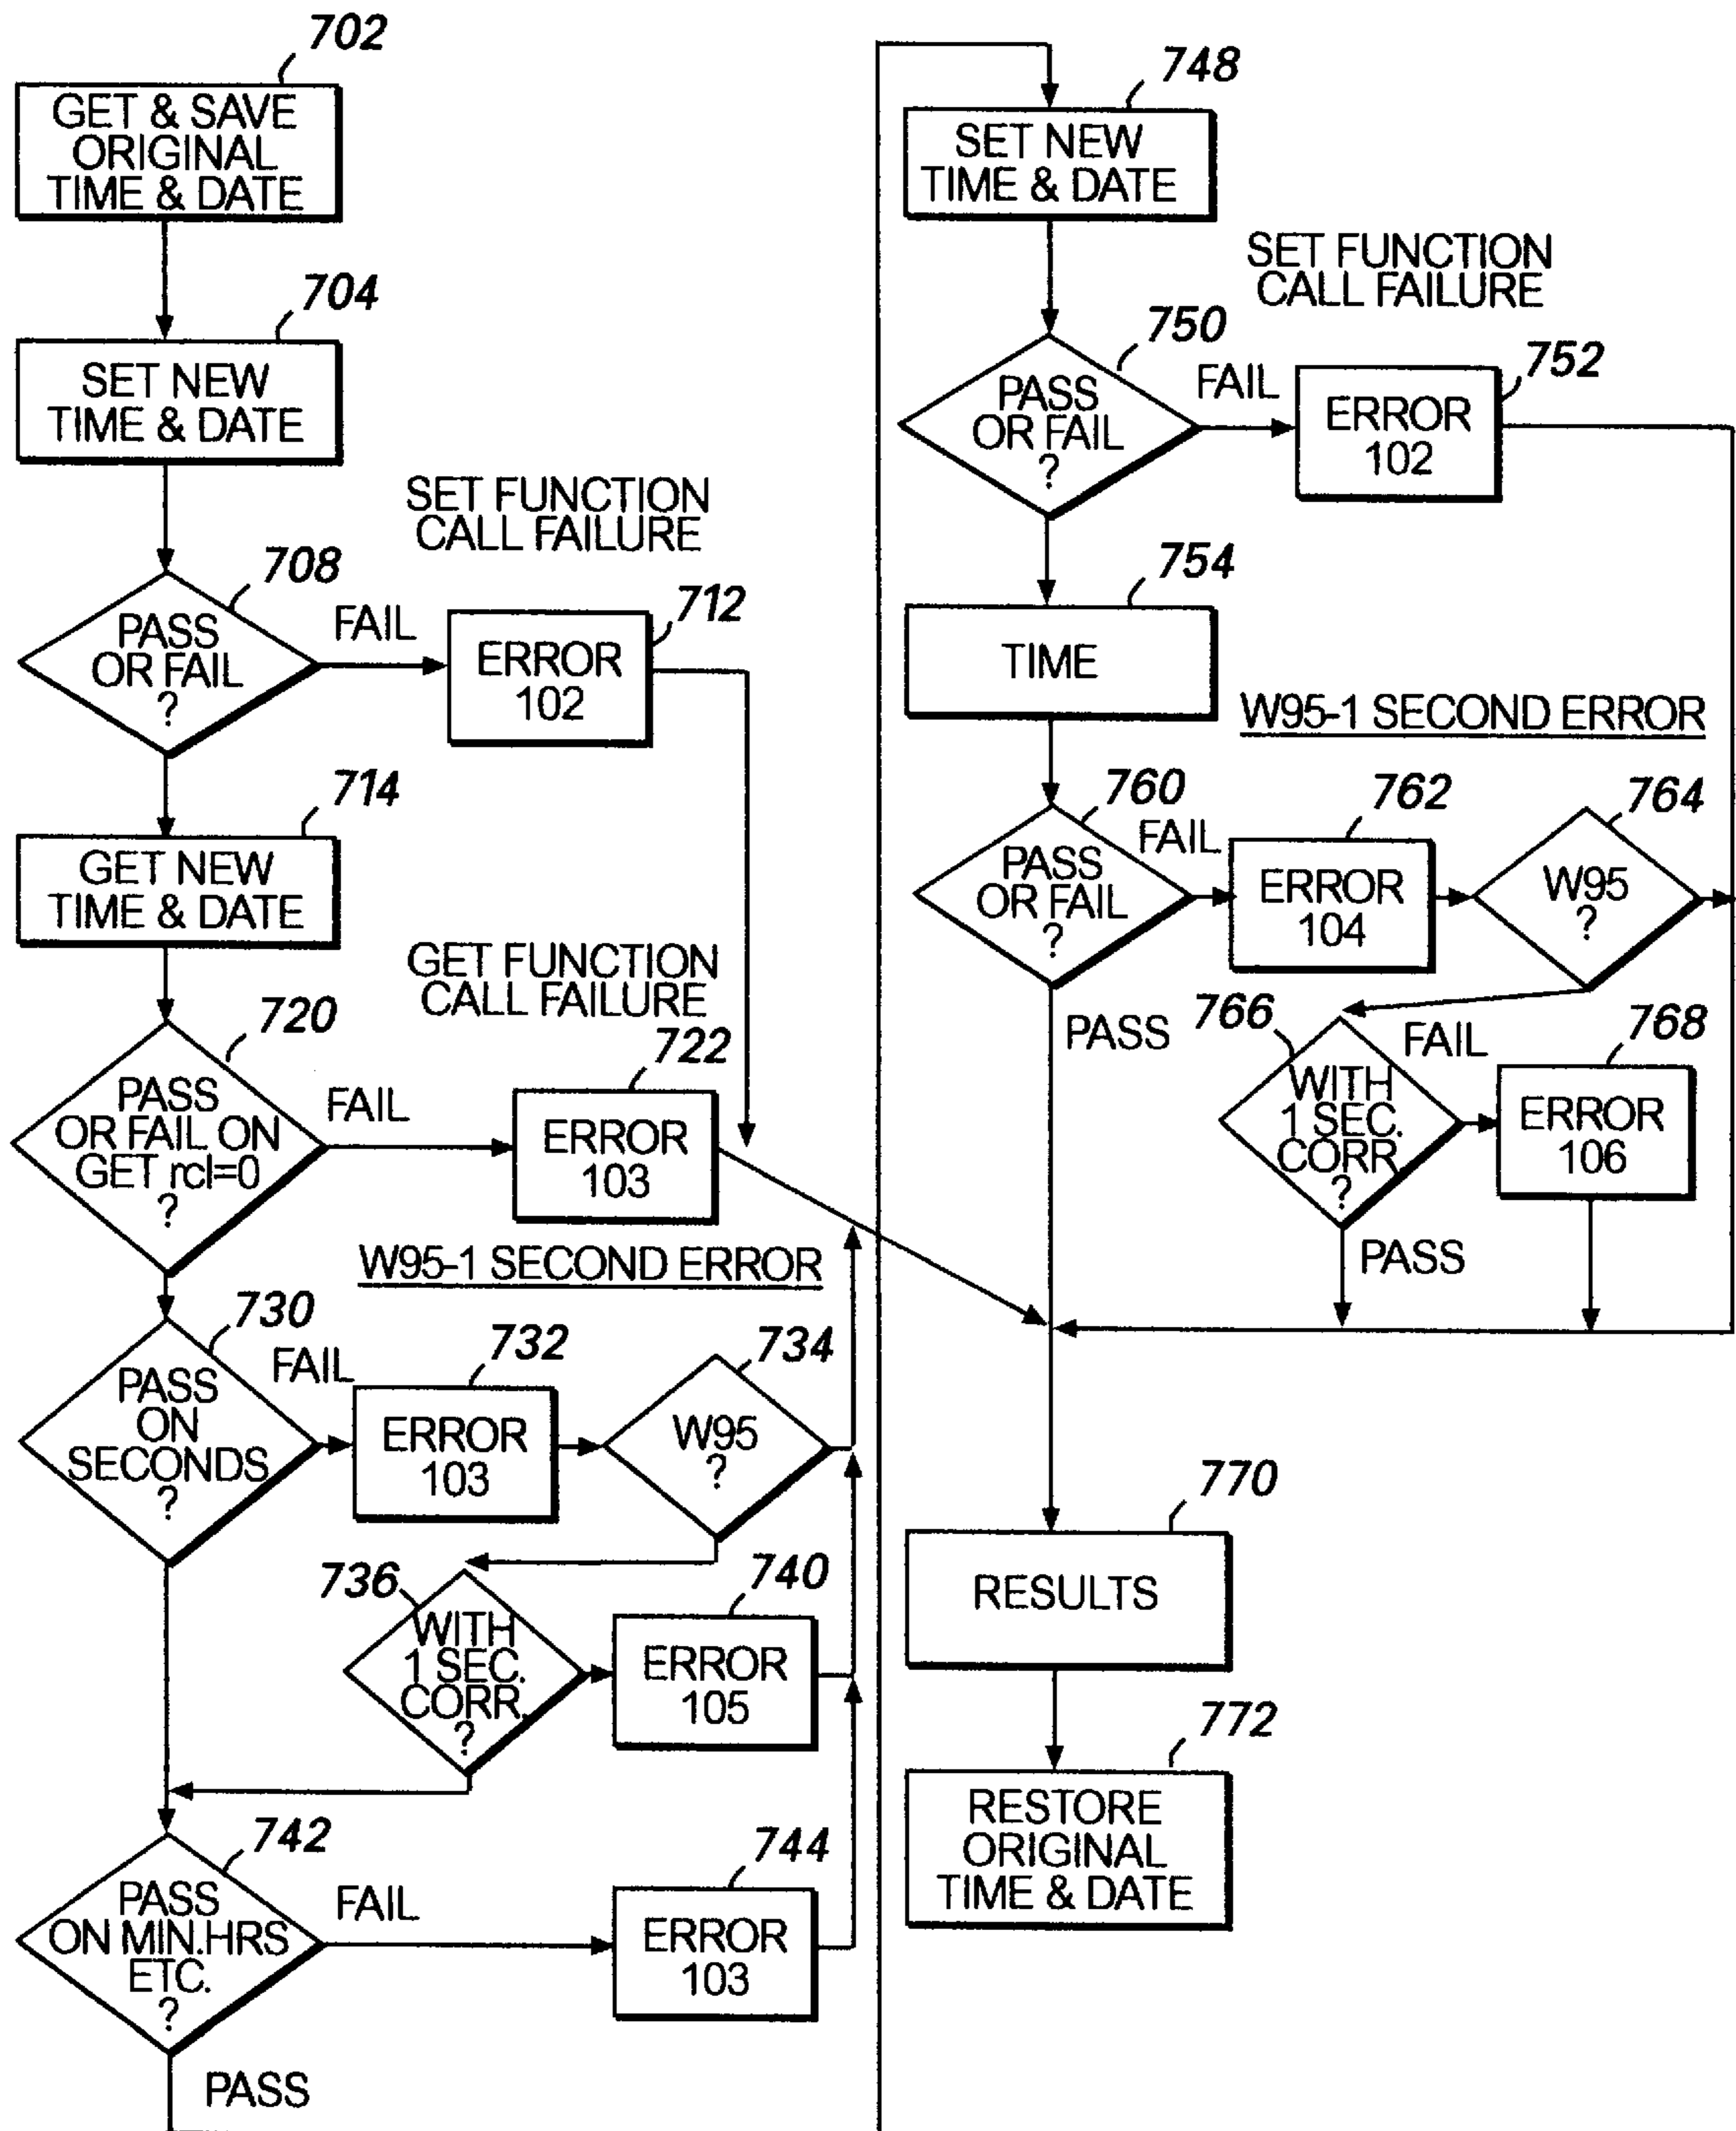 702
GET & SAVE
ORIGINAL
TIME & DATE
704
SET NEW
TIME & DATE
SET FUNCTION
CALL FAILURE
708
PASS
OR FAIL
?
FAIL
712
ERROR
102
714
GET NEW
TIME & DATE
GET FUNCTION
CALL FAILURE
720
PASS
OR FAIL ON
GET rcl=0
?
FAIL
722
ERROR
103
W95-1 SECOND ERROR
730
PASS
ON
SECONDS
?
FAIL
732
ERROR
103
734
W95
?
736
WITH
1 SEC.
CORR.
?
740
ERROR
105
742
PASS
ON MIN.HRS
ETC.
?
FAIL
744
ERROR
103
PASS
748
SET NEW
TIME & DATE
SET FUNCTION
CALL FAILURE
750
PASS
OR FAIL
?
FAIL
752
ERROR
102
754
TIME
W95-1 SECOND ERROR
760
PASS
OR FAIL
?
FAIL
762
ERROR
104
764
W95
?
PASS
766
WITH
1 SEC.
CORR.
?
FAIL
768
ERROR
106
PASS
770
RESULTS
772
RESTORE
ORIGINAL
TIME & DATE